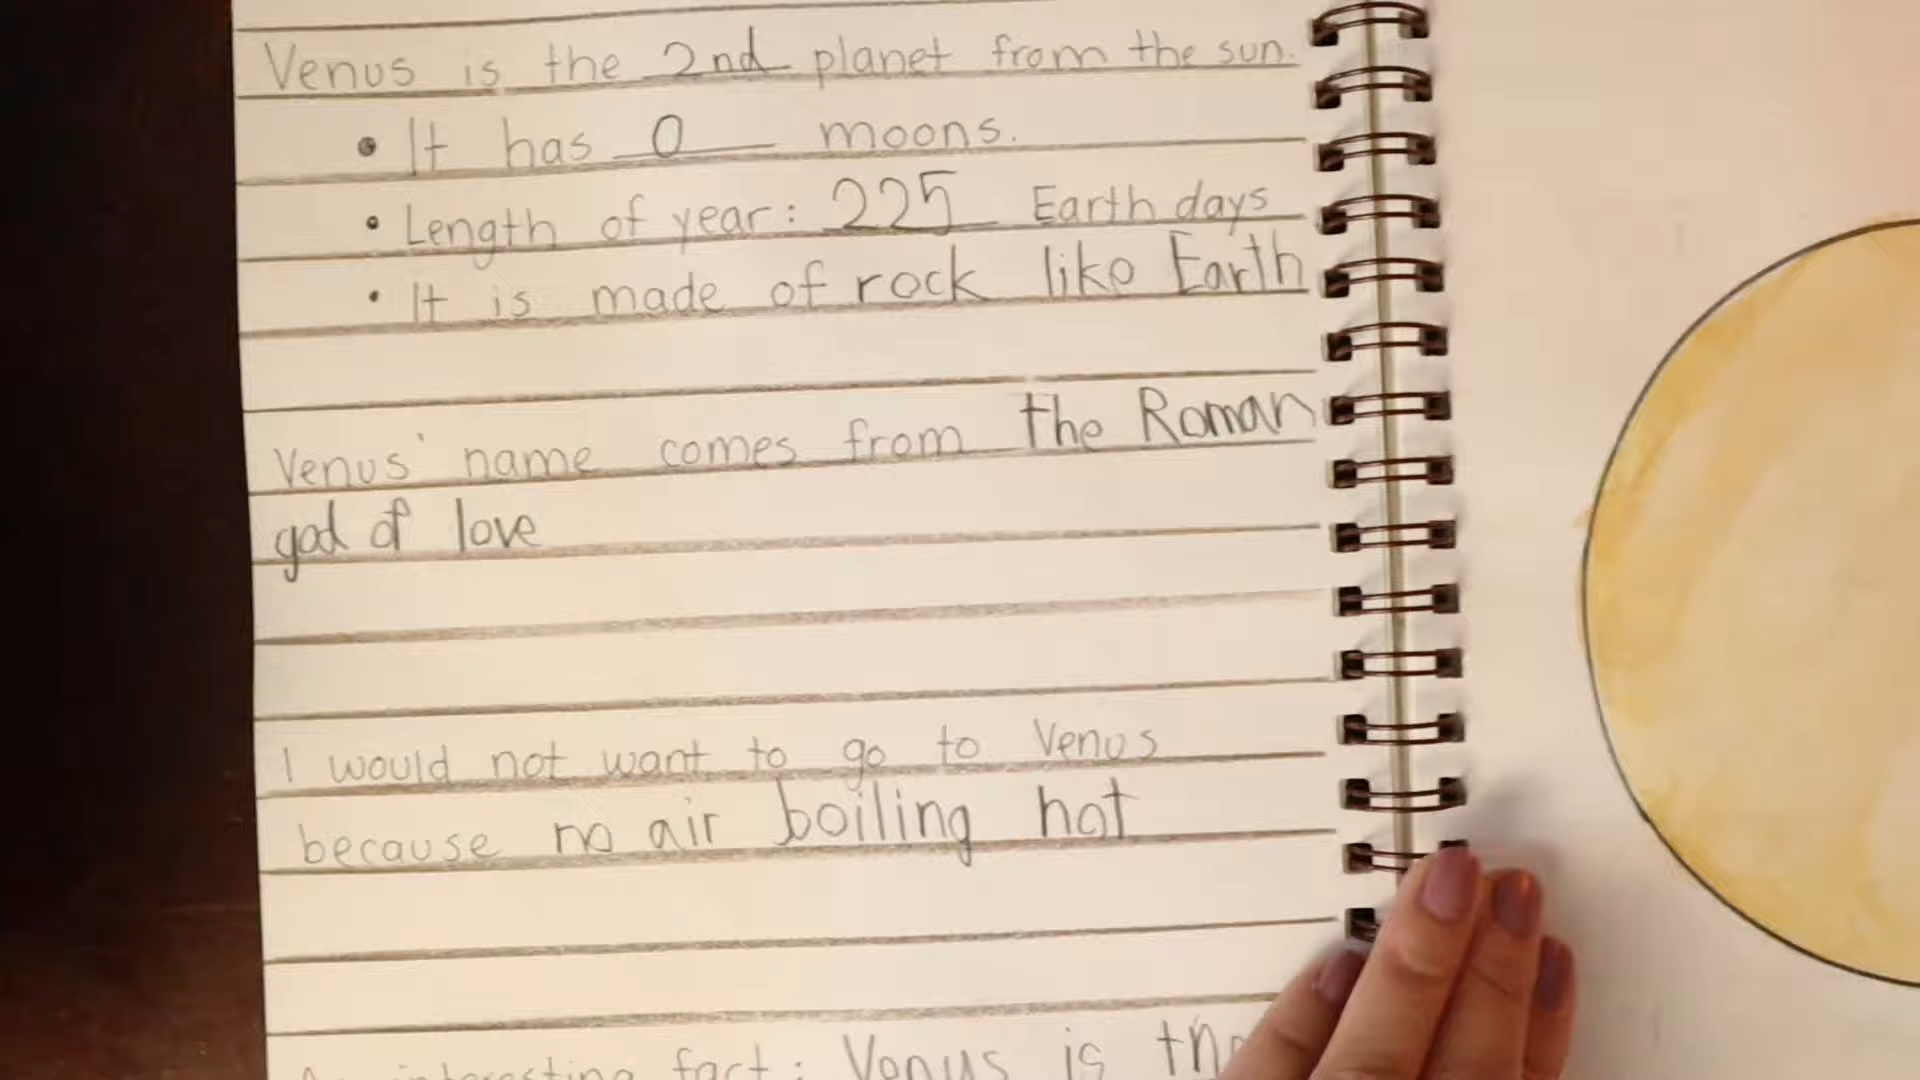 Venus is the 2nd planet from the sun.
• It has 0 moons.
• Length of year: 225 Earth days
• It is made of rock like Earth
Venus' name comes from the Roman
god of love
I would not want to go to Venus
because no air boiling hot
interesting fact: Venus is the